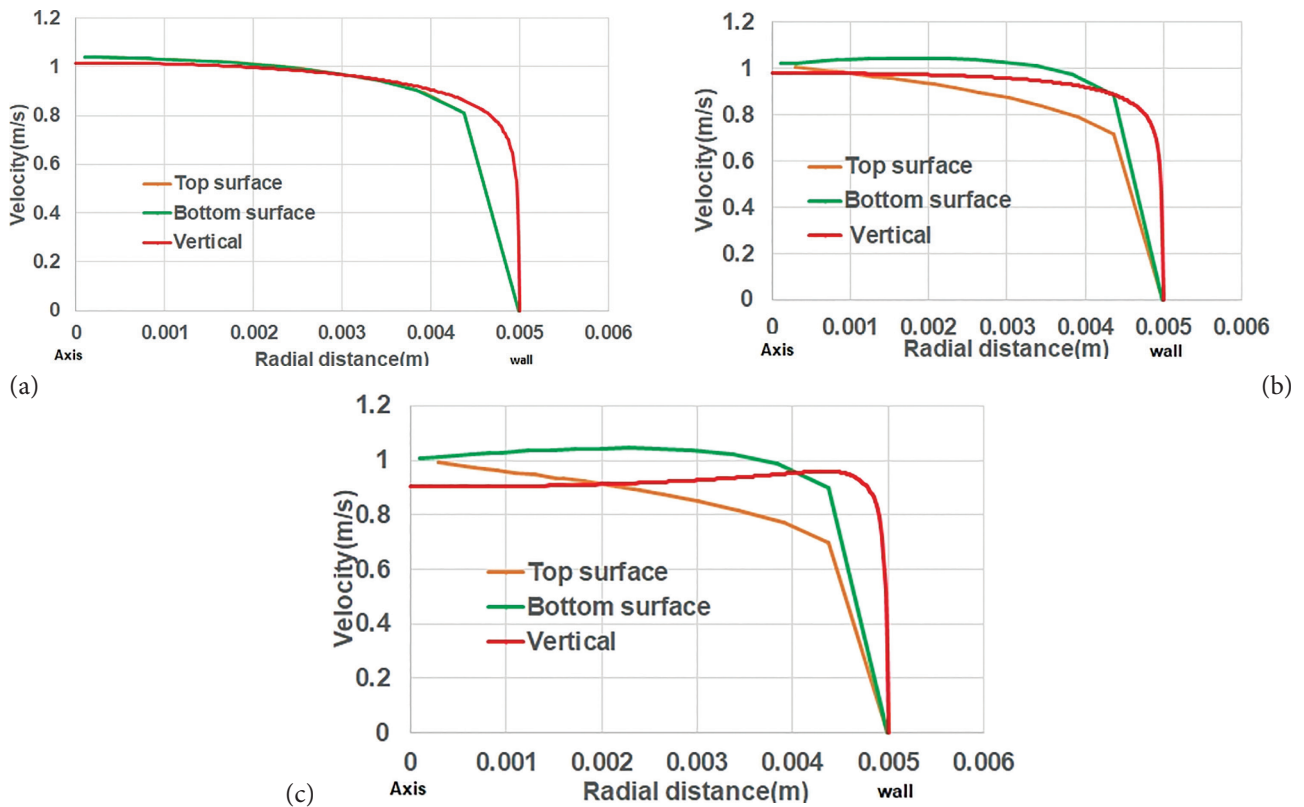 1.2
1
0.8
0.6
0.4
0.2
0
Velocity(m/s)
Top surface
Bottom surface
Vertical
0 0.001 0.002 0.003 0.004 0.005 0.006
Axis Radial distance(m) wall
(a)
1.2
1
0.8
0.6
0.4
0.2
0
Velocity(m/s)
Top surface
Bottom surface
Vertical
0 0.001 0.002 0.003 0.004 0.005 0.006
Axis Radial distance(m) wall
(b)
1.2
1
0.8
0.6
0.4
0.2
0
Velocity(m/s)
Top surface
Bottom surface
Vertical
0 0.001 0.002 0.003 0.004 0.005 0.006
Axis Radial distance(m) wall
(c)